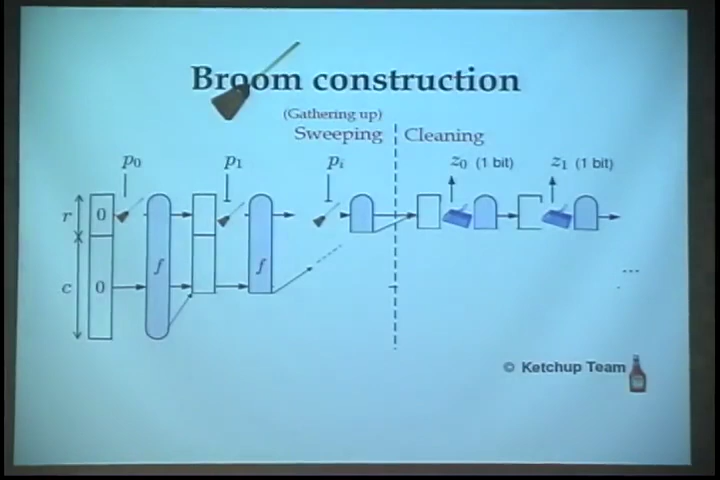 Broom construction
(Gathering up)
Sweeping
Cleaning
p0
p1
pi
z0 (1 bit)
z1 (1 bit)
r
0
c
0
f
f
...
© Ketchup Team